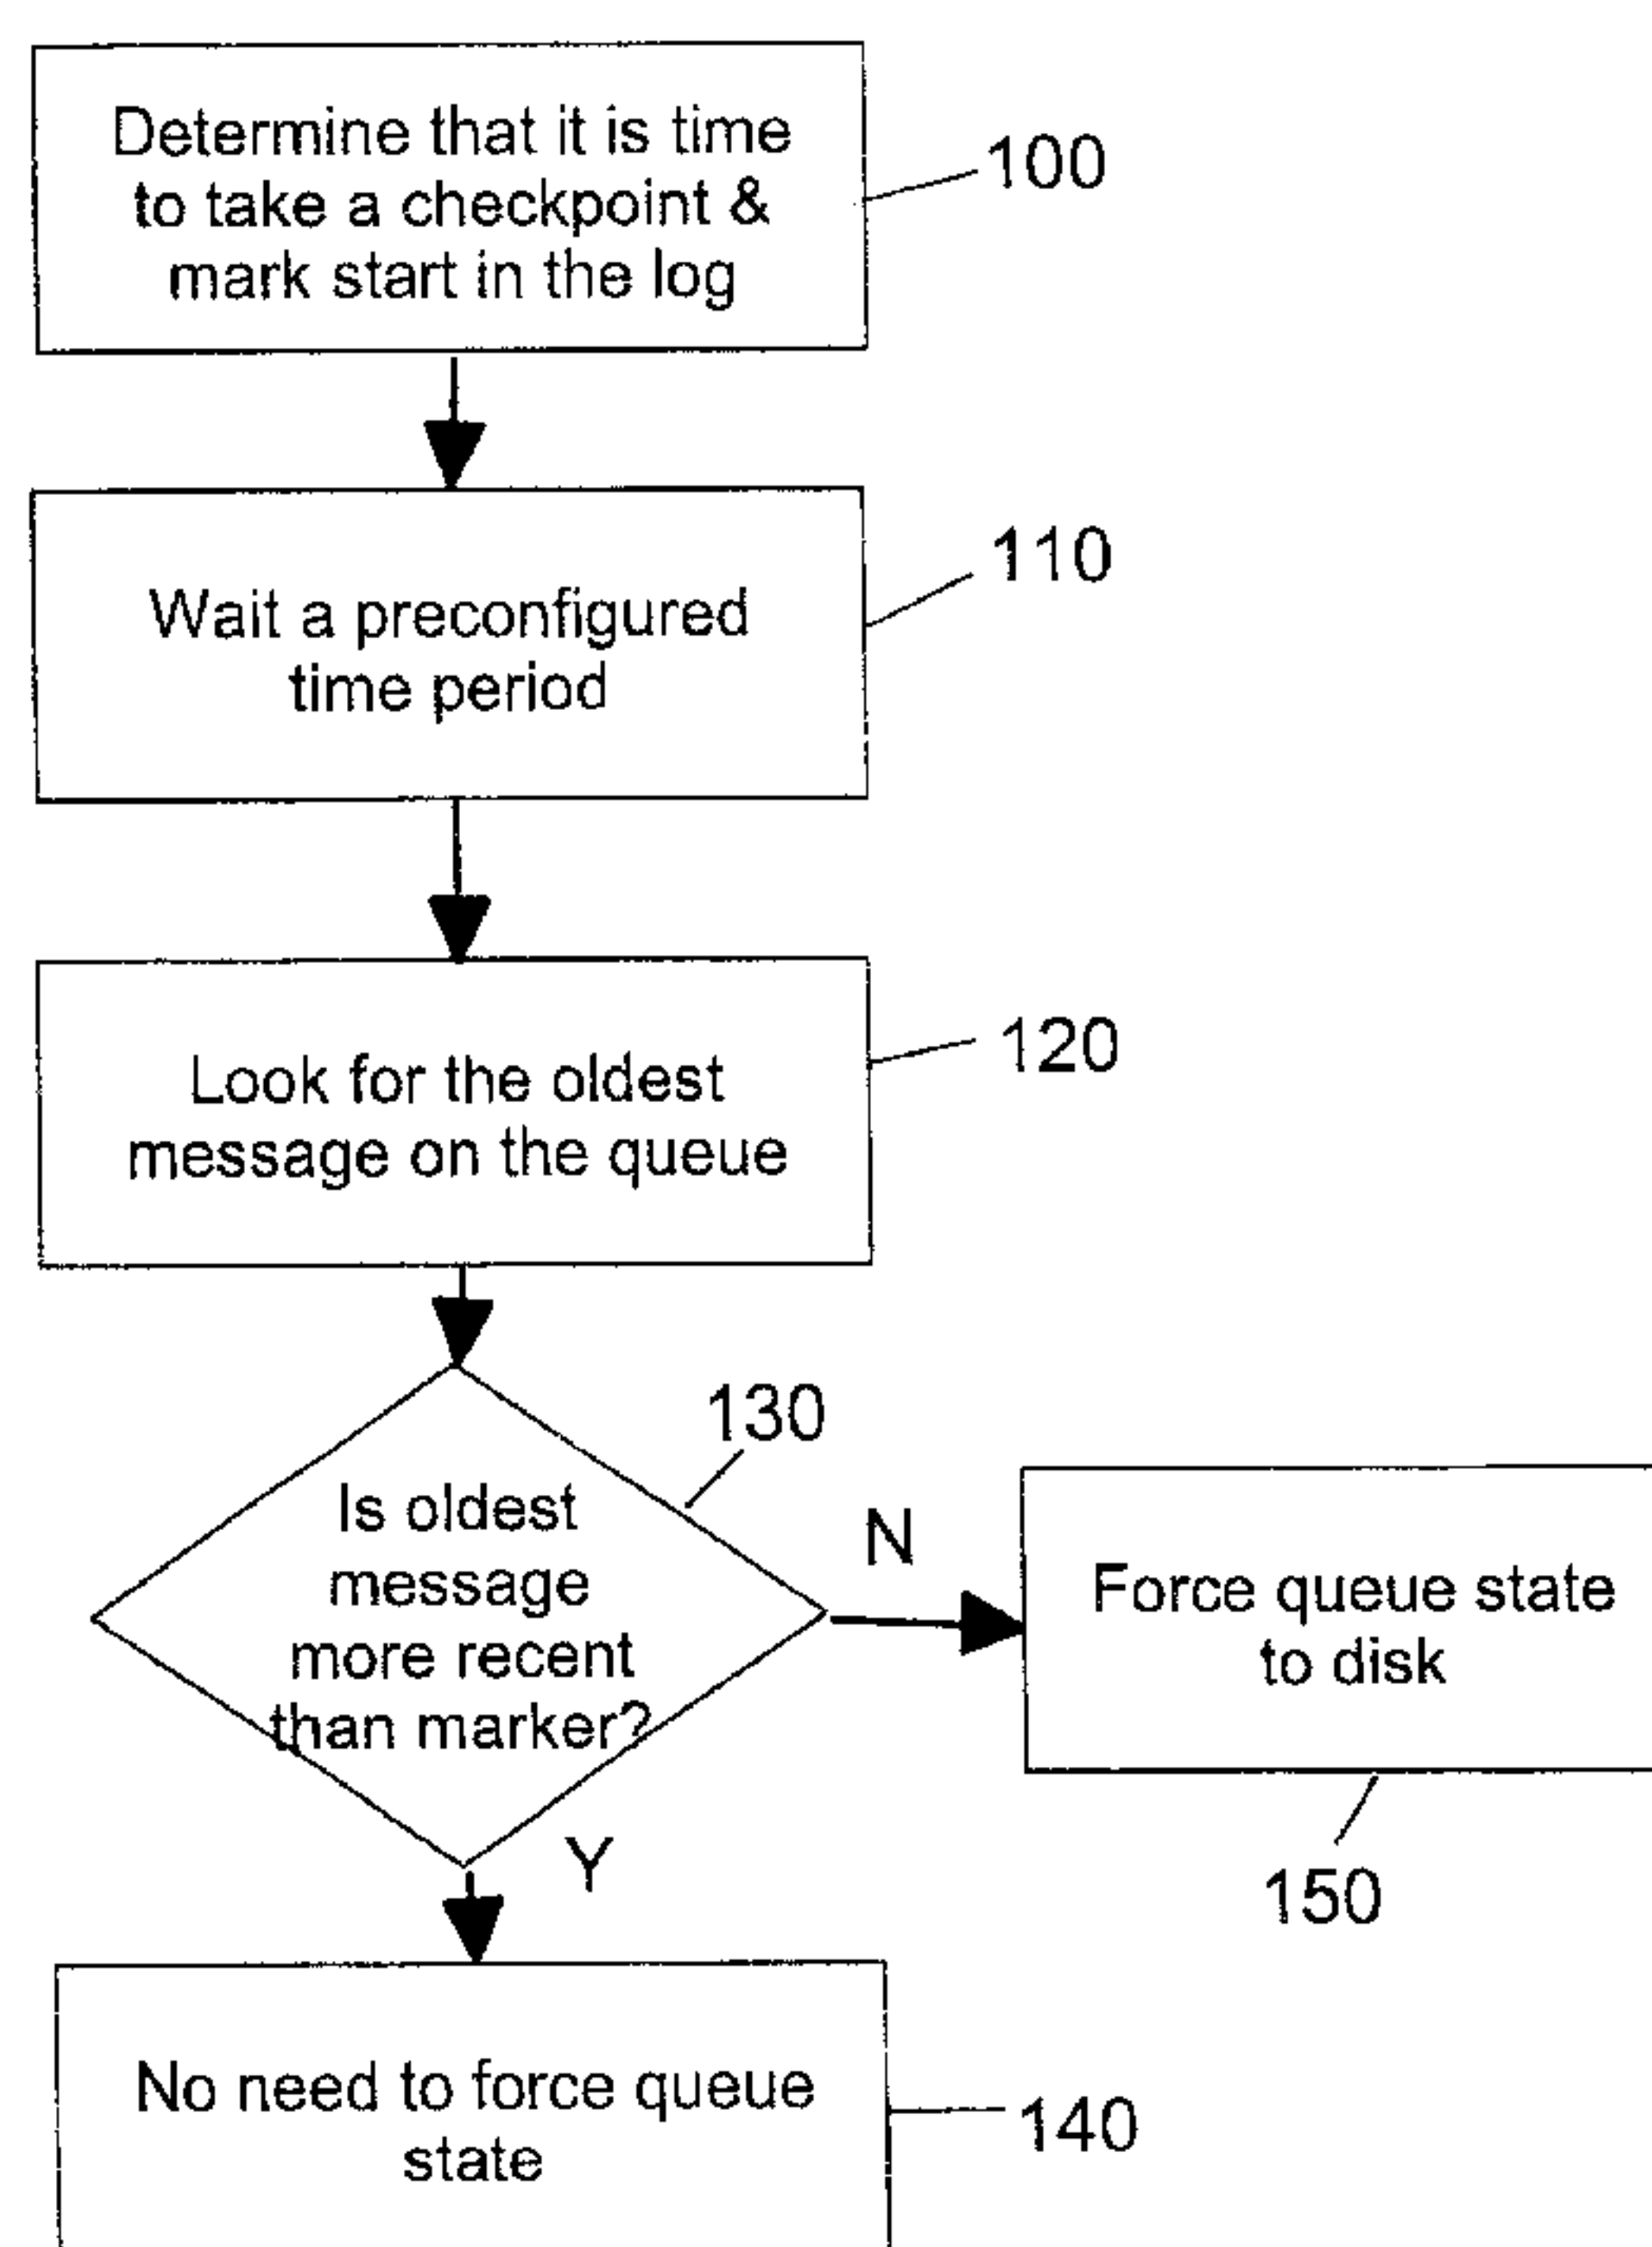 Determine that it is time
to take a checkpoint &
mark start in the log
100
Wait a preconfigured
time period
110
Look for the oldest
message on the queue
120
130
Is oldest
message
more recent
than marker?
N
Force queue state
to disk
150
Y
No need to force queue
state
140